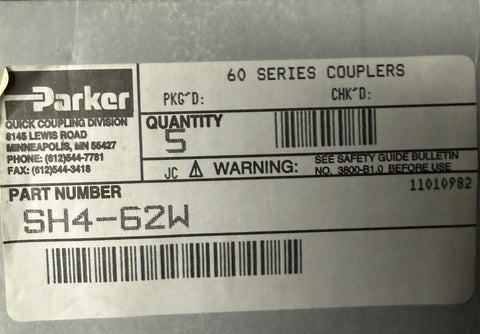 Parker
QUICK COUPLING DIVISION
6145 LEWIS ROAD
MINNEAPOLIS, MN 55427
PHONE: (612)544-7781
FAX: (612)544-3418
60 SERIES COUPLERS
PKG'D: CHK'D:
QUANTITY
5
JC WARNING: SEE SAFETY GUIDE BULLETIN
NO. 3800-B1.0 BEFORE USE
PART NUMBER
11010982
SH4-62W